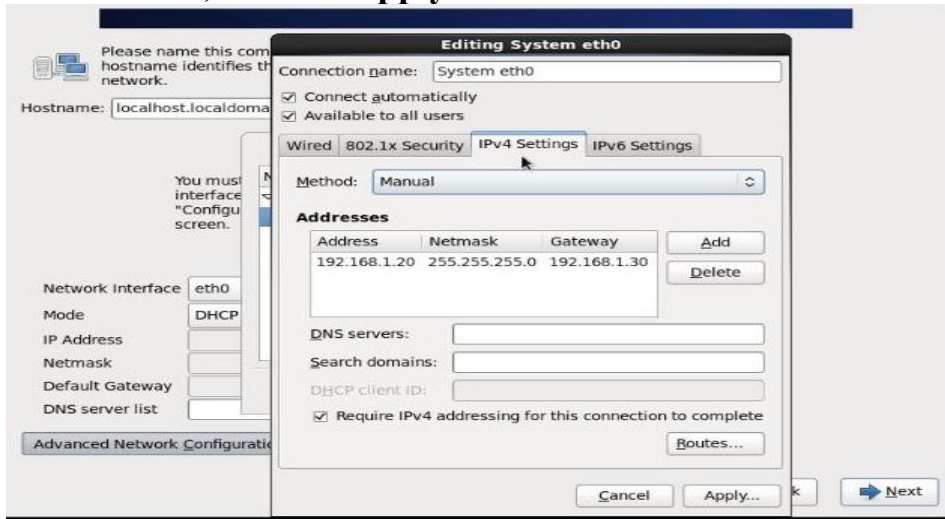 Please name this com
hostname identifies th
network.
Hostname: localhost.localdoma
You must
interface
"Configu
screen.
Network Interface eth0
Mode DHCP
IP Address
Netmask
Default Gateway
DNS server list
Advanced Network Configuratio
Editing System eth0
Connection name: System eth0
Connect automatically
Available to all users
Wired 802.1x Security IPv4 Settings IPv6 Settings
Method: Manual
Addresses
Address Netmask Gateway
192.168.1.20 255.255.255.0 192.168.1.30
Add
Delete
DNS servers:
Search domains:
DHCP client ID:
Require IPv4 addressing for this connection to complete
Routes...
Cancel Apply...
k Next